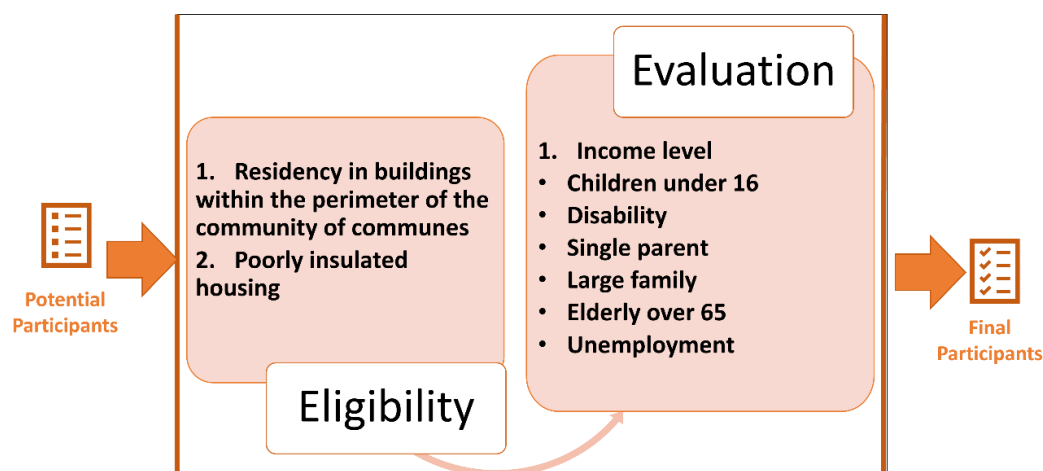 Potential
Participants
1. Residency in buildings
within the perimeter of the
community of communes
2. Poorly insulated
housing
Eligibility
Evaluation
1. Income level
• Children under 16
• Disability
• Single parent
• Large family
• Elderly over 65
• Unemployment
Final
Participants